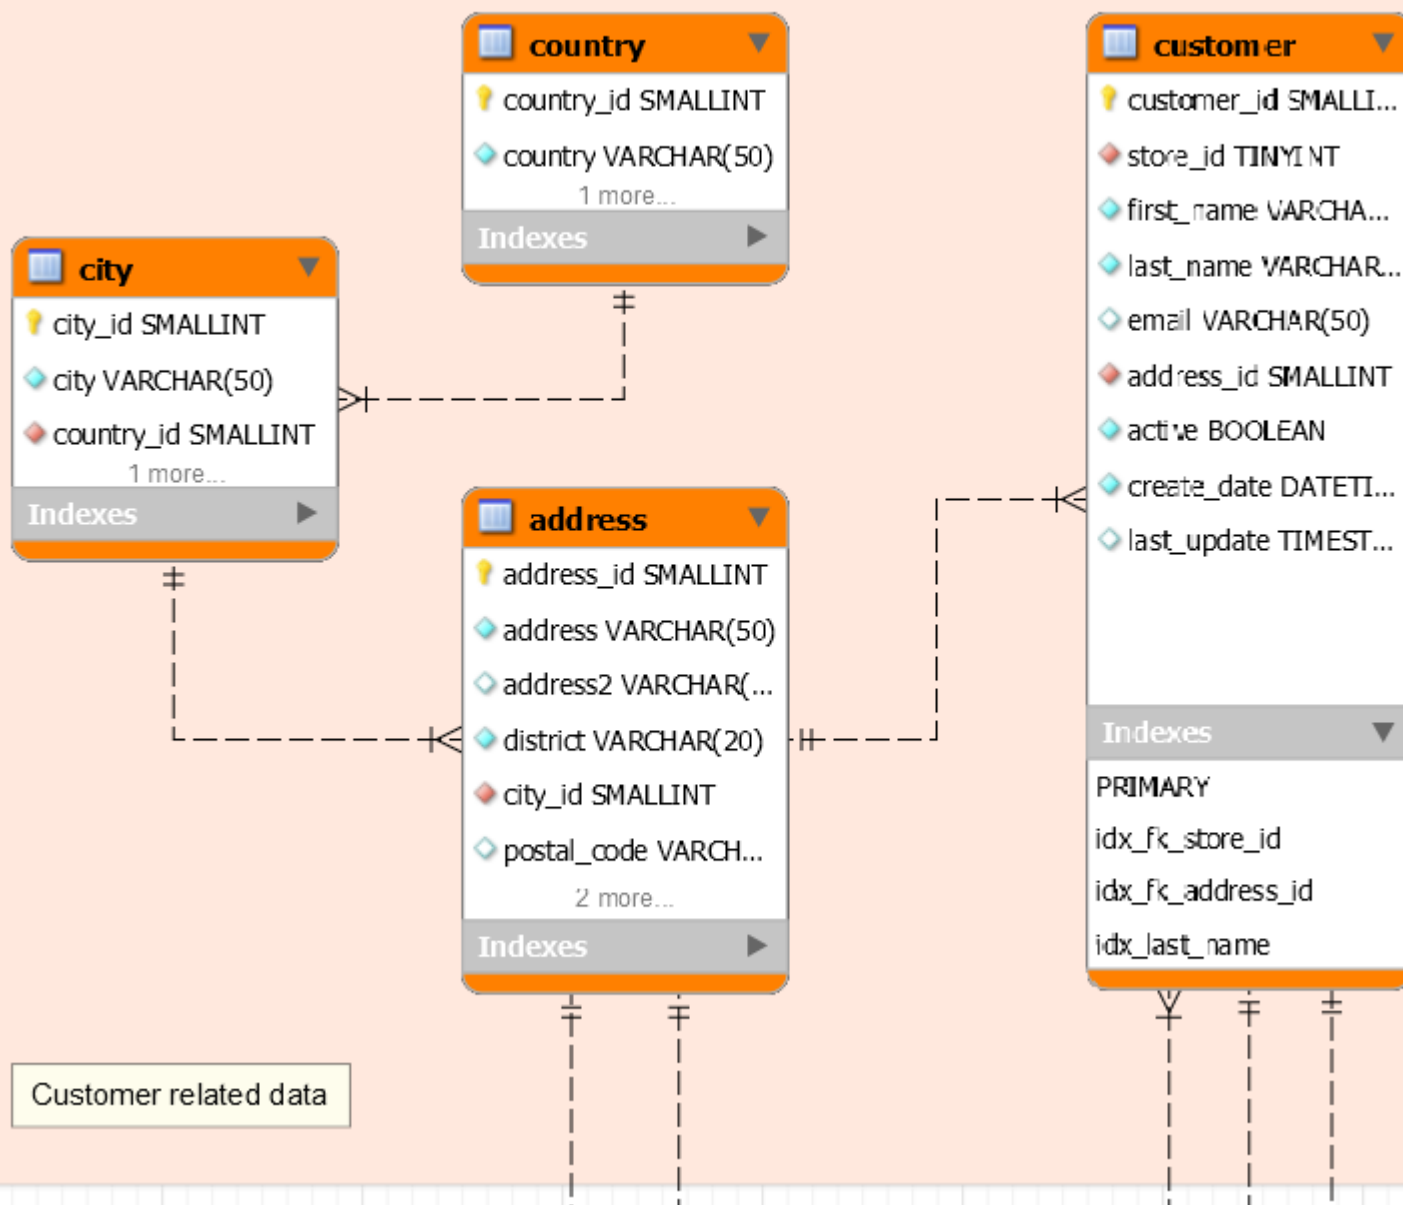 country
country_id SMALLINT
country VARCHAR(50)
1 more...
Indexes
city
city_id SMALLINT
city VARCHAR(50)
country_id SMALLINT
1 more...
Indexes
address
address_id SMALLINT
address VARCHAR(50)
address2 VARCHAR(...
district VARCHAR(20)
city_id SMALLINT
postal_code VARCH...
2 more...
Indexes
customer
customer_id SMALLI...
store_id TINYINT
first_name VARCHA...
last_name VARCHAR...
email VARCHAR(50)
address_id SMALLINT
active BOOLEAN
create_date DATETI...
last_update TIMEST...
Indexes
PRIMARY
idx_fk_store_id
idx_fk_address_id
idx_last_name
Customer related data